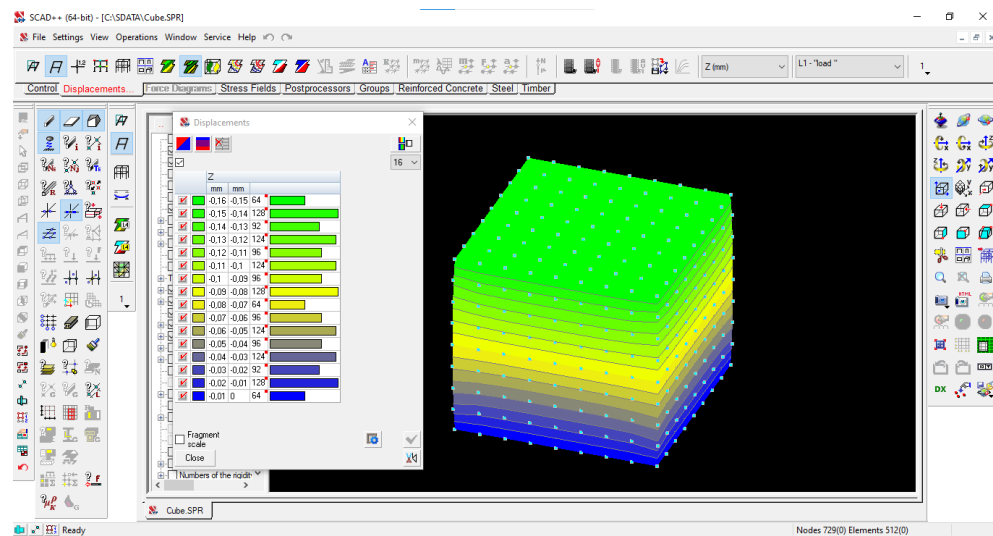 SCAD++ (64-bit) - [C:\SDATA\Cube.SPR]
File Settings View Operations Window Service Help
Z (mm)
L1 - "load "
1
Control Displacements... Force Diagrams Stress Fields Postprocessors Groups Reinforced Concrete Steel Timber
Displacements
16
Z
mm mm
-0,16 -0,15 64
-0,15 -0,14 128
-0,14 -0,13 92
-0,13 -0,12 124
-0,12 -0,11 96
-0,11 -0,1 124
-0,1 -0,09 96
-0,09 -0,08 128
-0,08 -0,07 64
-0,07 -0,06 96
-0,06 -0,05 124
-0,05 -0,04 96
-0,04 -0,03 124
-0,03 -0,02 92
-0,02 -0,01 128
-0,01 0 64
Fragment
scale
Close
Numbers of the rigidit
1
HTML
DX
Cube.SPR
Ready
Nodes 729(0) Elements 512(0)